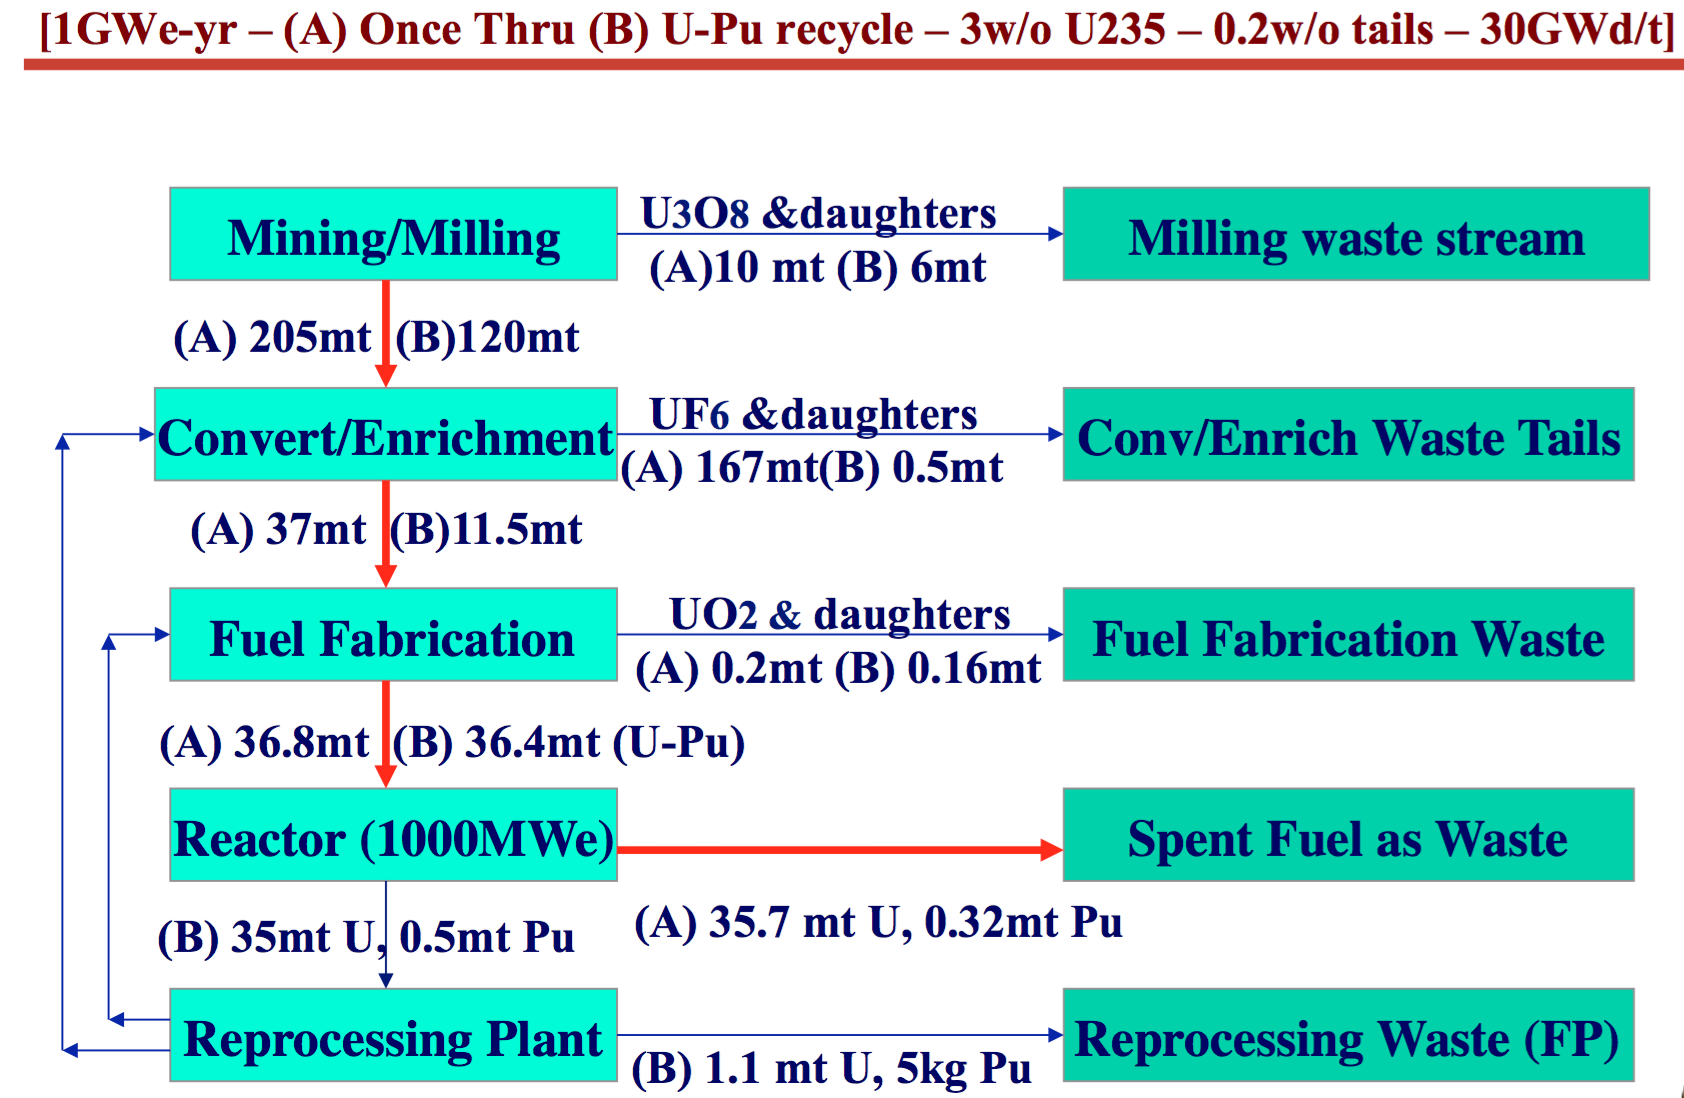 [1GWe-yr – (A) Once Thru (B) U-Pu recycle – 3w/o U235 – 0.2w/o tails – 30GWd/t]
Mining/Milling
U3O8 &daughters
(A)10 mt (B) 6mt
Milling waste stream
(A) 205mt (B)120mt
Convert/Enrichment
UF6 &daughters
(A) 167mt(B) 0.5mt
Conv/Enrich Waste Tails
(A) 37mt (B)11.5mt
Fuel Fabrication
UO2 & daughters
(A) 0.2mt (B) 0.16mt
Fuel Fabrication Waste
(A) 36.8mt (B) 36.4mt (U-Pu)
Reactor (1000MWe)
Spent Fuel as Waste
(A) 35.7 mt U, 0.32mt Pu
(B) 35mt U, 0.5mt Pu
Reprocessing Plant
(B) 1.1 mt U, 5kg Pu
Reprocessing Waste (FP)